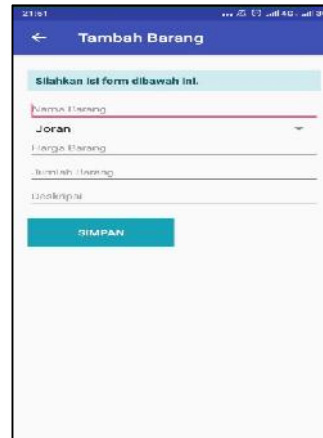 21:51
Tambah Barang
Silahkan isi form dibawah ini.
Nama Barang
Joran
Harga Barang
Jumlah Barang
Deskripsi
SIMPAN